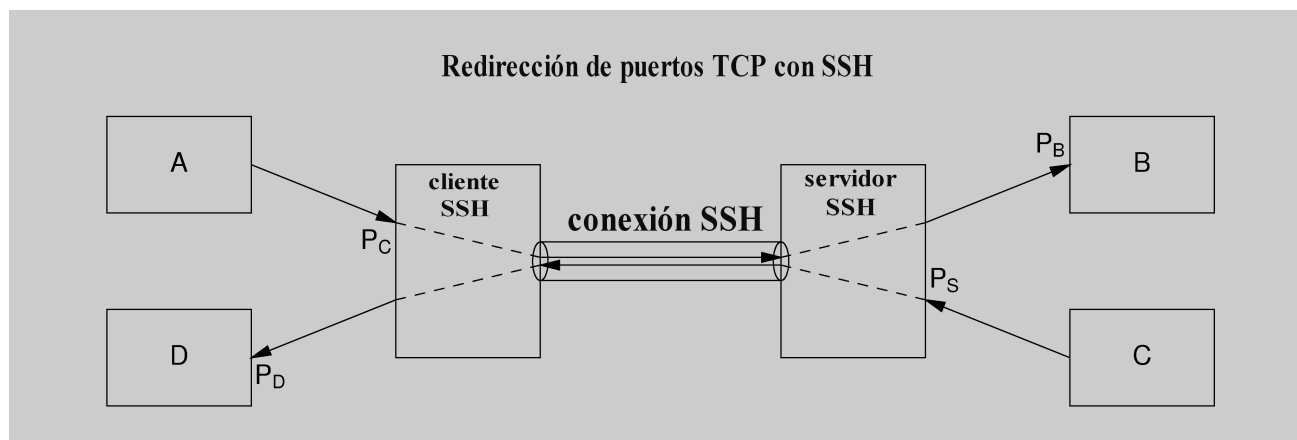 Redirección de puertos TCP con SSH
A
cliente
SSH
P_C
conexión SSH
servidor
SSH
P_B
B
D
P_D
P_S
C